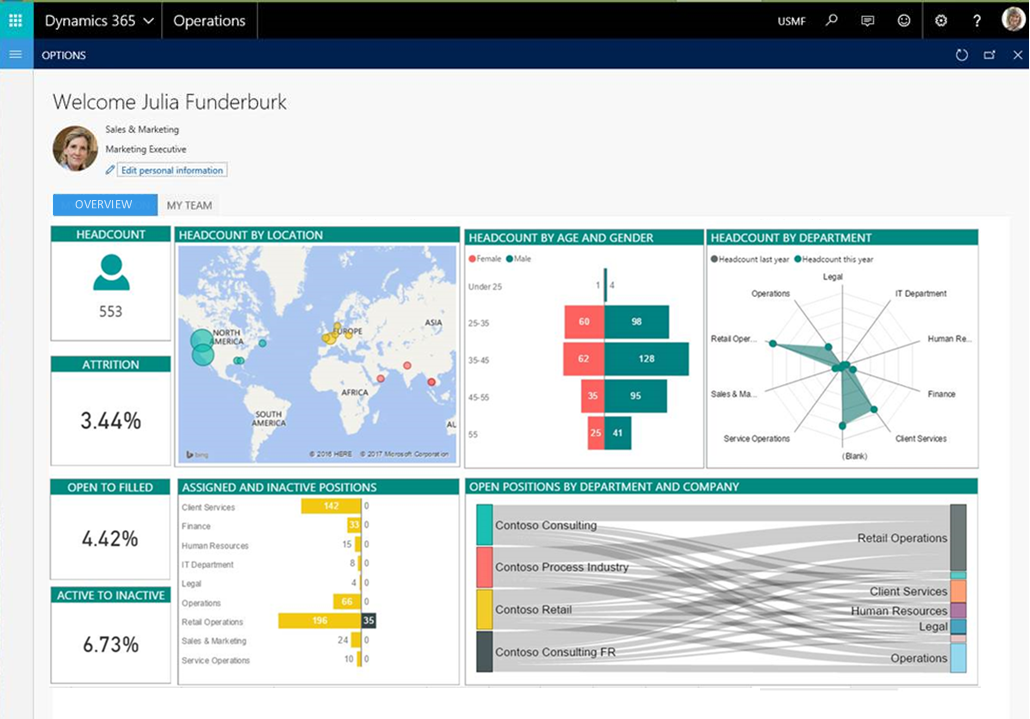 Dynamics 365
Operations
USMF
?
OPTIONS
Welcome Julia Funderburk
Sales & Marketing
Marketing Executive
Edit personal information
OVERVIEW
MY TEAM
HEADCOUNT
553
ATTRITION
3.44%
HEADCOUNT BY LOCATION
NORTH
AMERICA
EUROPE
ASIA
AFRICA
SOUTH
AMERICA
AL
bing
© 2016 HERE © 2017 Microsoft Corporation
HEADCOUNT BY AGE AND GENDER
Female Male
Under 25 1 4
25-35 60 98
35-45 62 128
45-55 35 95
55 25 41
HEADCOUNT BY DEPARTMENT
Headcount last year Headcount this year
Legal
Operations
IT Department
Retail Oper...
Human Re...
Sales & Ma...
Finance
Service Operations
Client Services
(Blank)
OPEN TO FILLED
4.42%
ACTIVE TO INACTIVE
6.73%
ASSIGNED AND INACTIVE POSITIONS
Client Services 142 0
Finance 33 0
Human Resources 15 0
IT Department 8 0
Legal 4 0
Operations 66 0
Retail Operations 196 35
Sales & Marketing 24 0
Service Operations 10 0
OPEN POSITIONS BY DEPARTMENT AND COMPANY
Contoso Consulting
Contoso Process Industry
Contoso Retail
Contoso Consulting FR
Retail Operations
Client Services
Human Resources
Legal
Operations